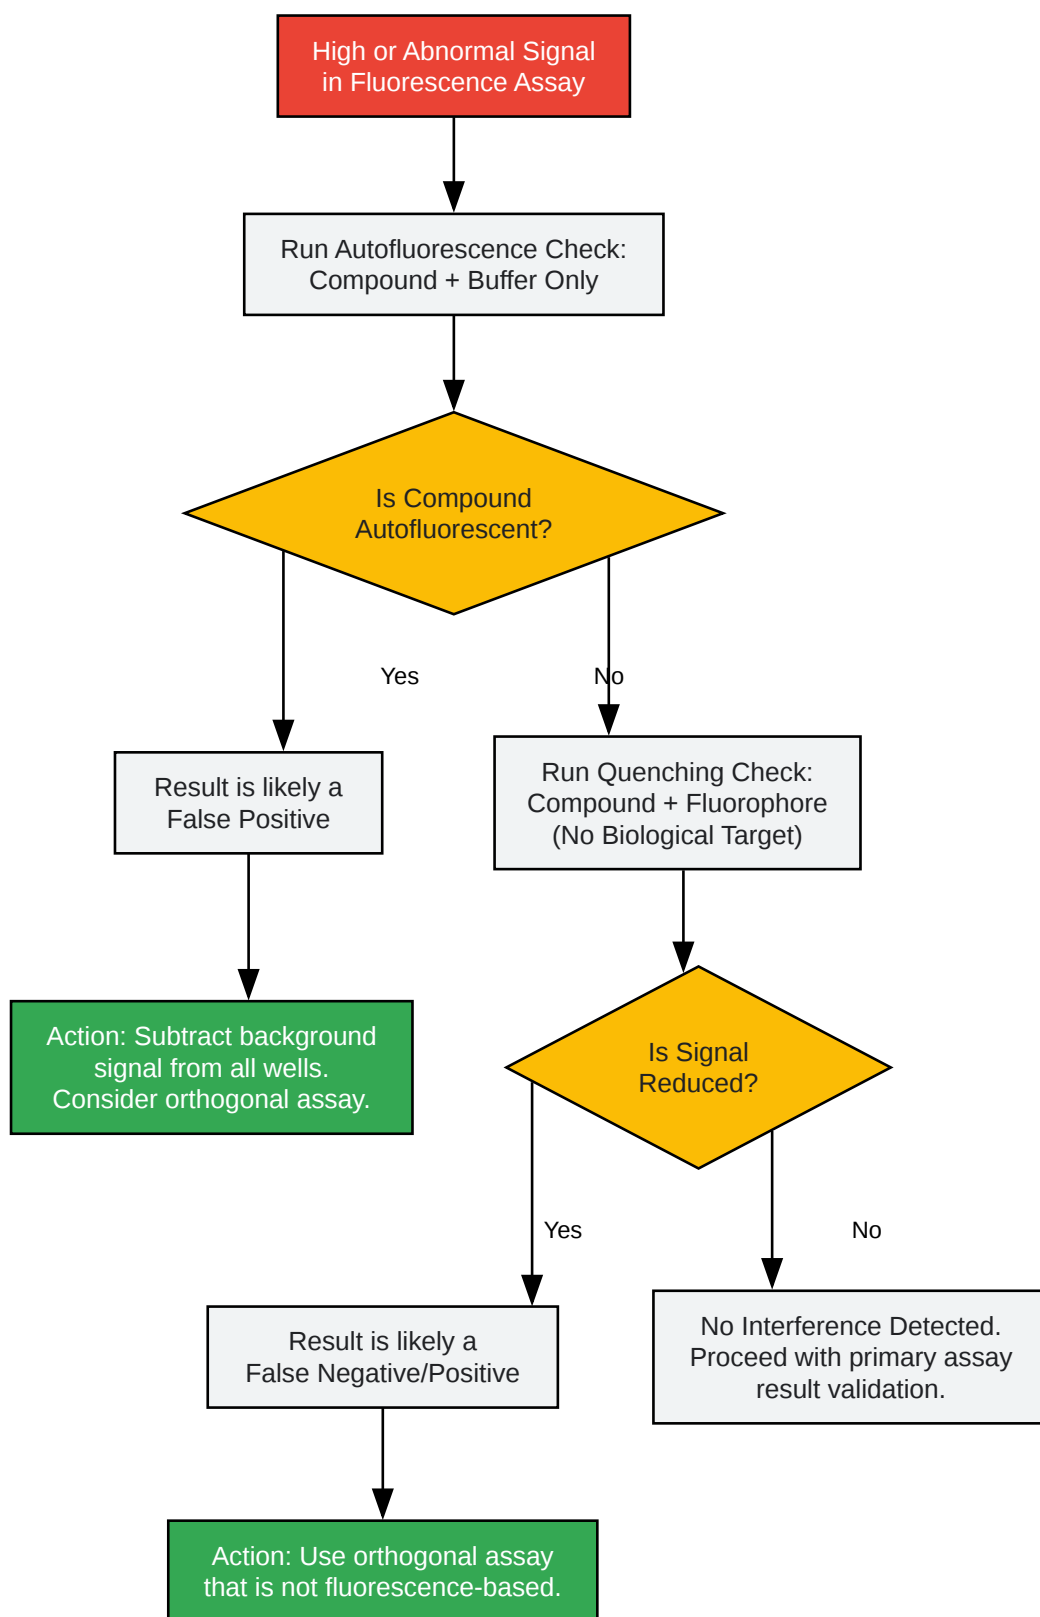 High or Abnormal Signal
in Fluorescence Assay
Run Autofluorescence Check:
Compound + Buffer Only
Is Compound
Autofluorescent?
Yes
No
Result is likely a
False Positive
Run Quenching Check:
Compound + Fluorophore
(No Biological Target)
Action: Subtract background
signal from all wells.
Consider orthogonal assay.
Is Signal
Reduced?
Yes
No
Result is likely a
False Negative/Positive
No Interference Detected.
Proceed with primary assay
result validation.
Action: Use orthogonal assay
that is not fluorescence-based.